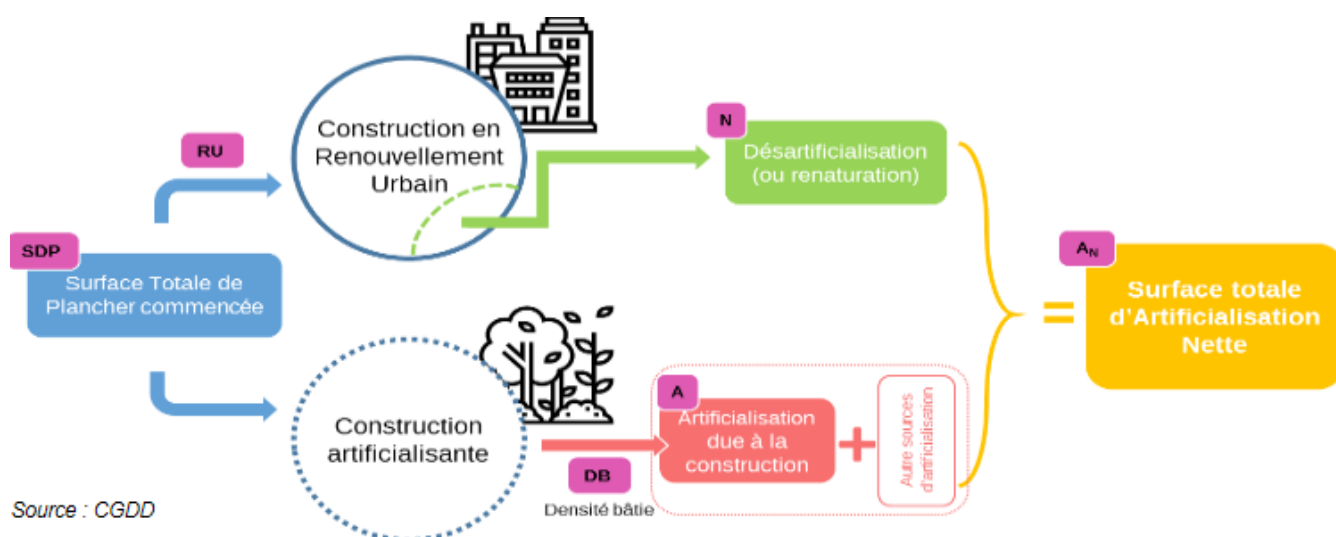 SDP
Surface Totale de
Plancher commencée
RU
Construction en
Renouvellement
Urbain
N
Désartificialisation
(ou renaturation)
Construction
artificialisante
DB
Densité bâtie
A
Artificialisation
due à la
construction
+
Autre sources
d'artificialisation
=
AN
Surface totale
d'Artificialisation
Nette
Source : CGDD